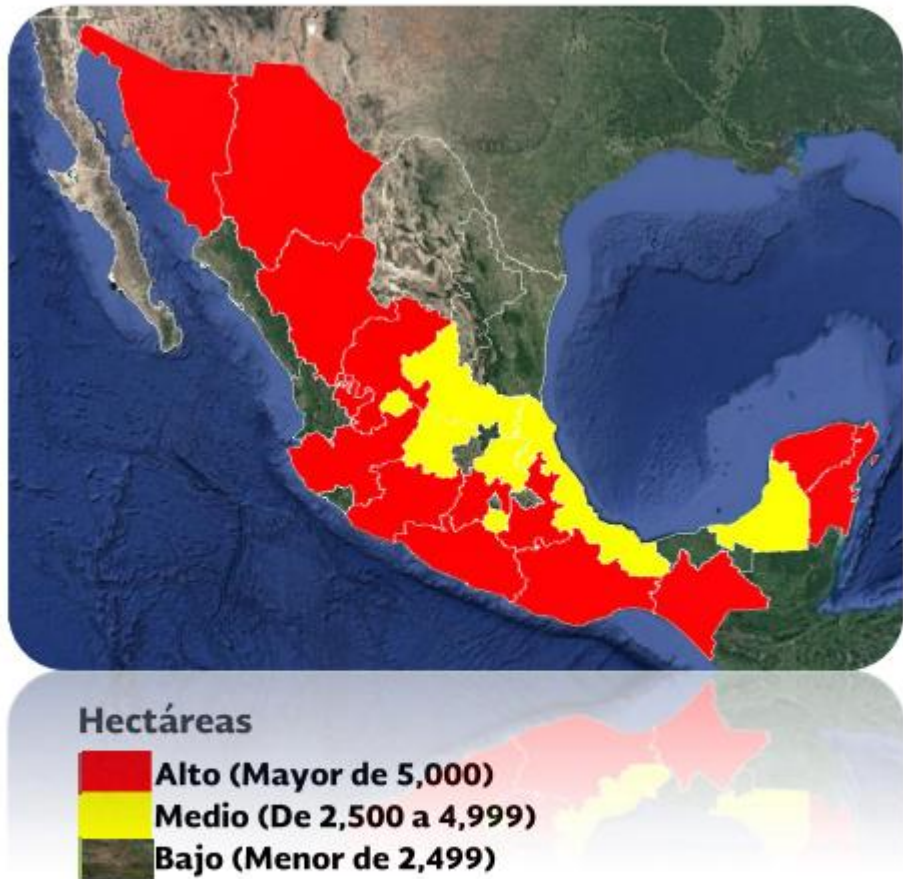 Hectáreas
Alto (Mayor de 5,000)
Medio (De 2,500 a 4,999)
Bajo (Menor de 2,499)